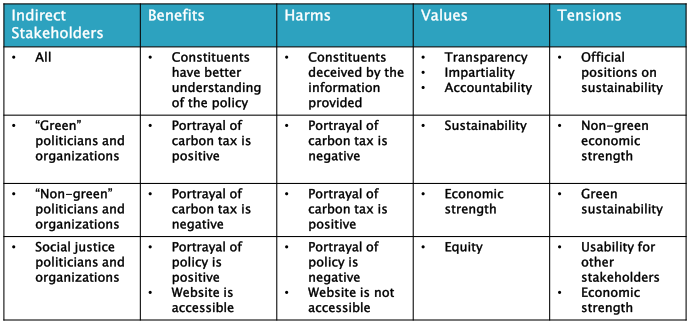 Indirect Stakeholders Benefits Harms Values Tensions
• All
• Constituents have better understanding of the policy
• Constituents deceived by the information provided
• Transparency
• Impartiality
• Accountability
• Official positions on sustainability
• “Green” politicians and organizations
• Portrayal of carbon tax is positive
• Portrayal of carbon tax is negative
• Sustainability
• Non-green economic strength
• “Non-green” politicians and organizations
• Portrayal of carbon tax is negative
• Portrayal of carbon tax is positive
• Economic strength
• Green sustainability
• Social justice politicians and organizations
• Portrayal of policy is positive
• Website is accessible
• Portrayal of policy is negative
• Website is not accessible
• Equity
• Usability for other stakeholders
• Economic strength